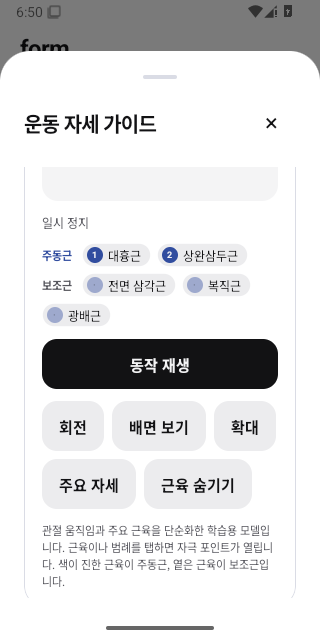 6:50
form
운동 자세 가이드
일시 정지
주동근 1 대흉근 2 상완삼두근
보조근 전면 삼각근 복직근
광배근
동작 재생
회전 배면 보기 확대
주요 자세 근육 숨기기
관절 움직임과 주요 근육을 단순화한 학습용 모델입
니다. 근육이나 범례를 탭하면 자극 포인트가 열립니
다. 색이 진한 근육이 주동근, 옅은 근육이 보조근입
니다.